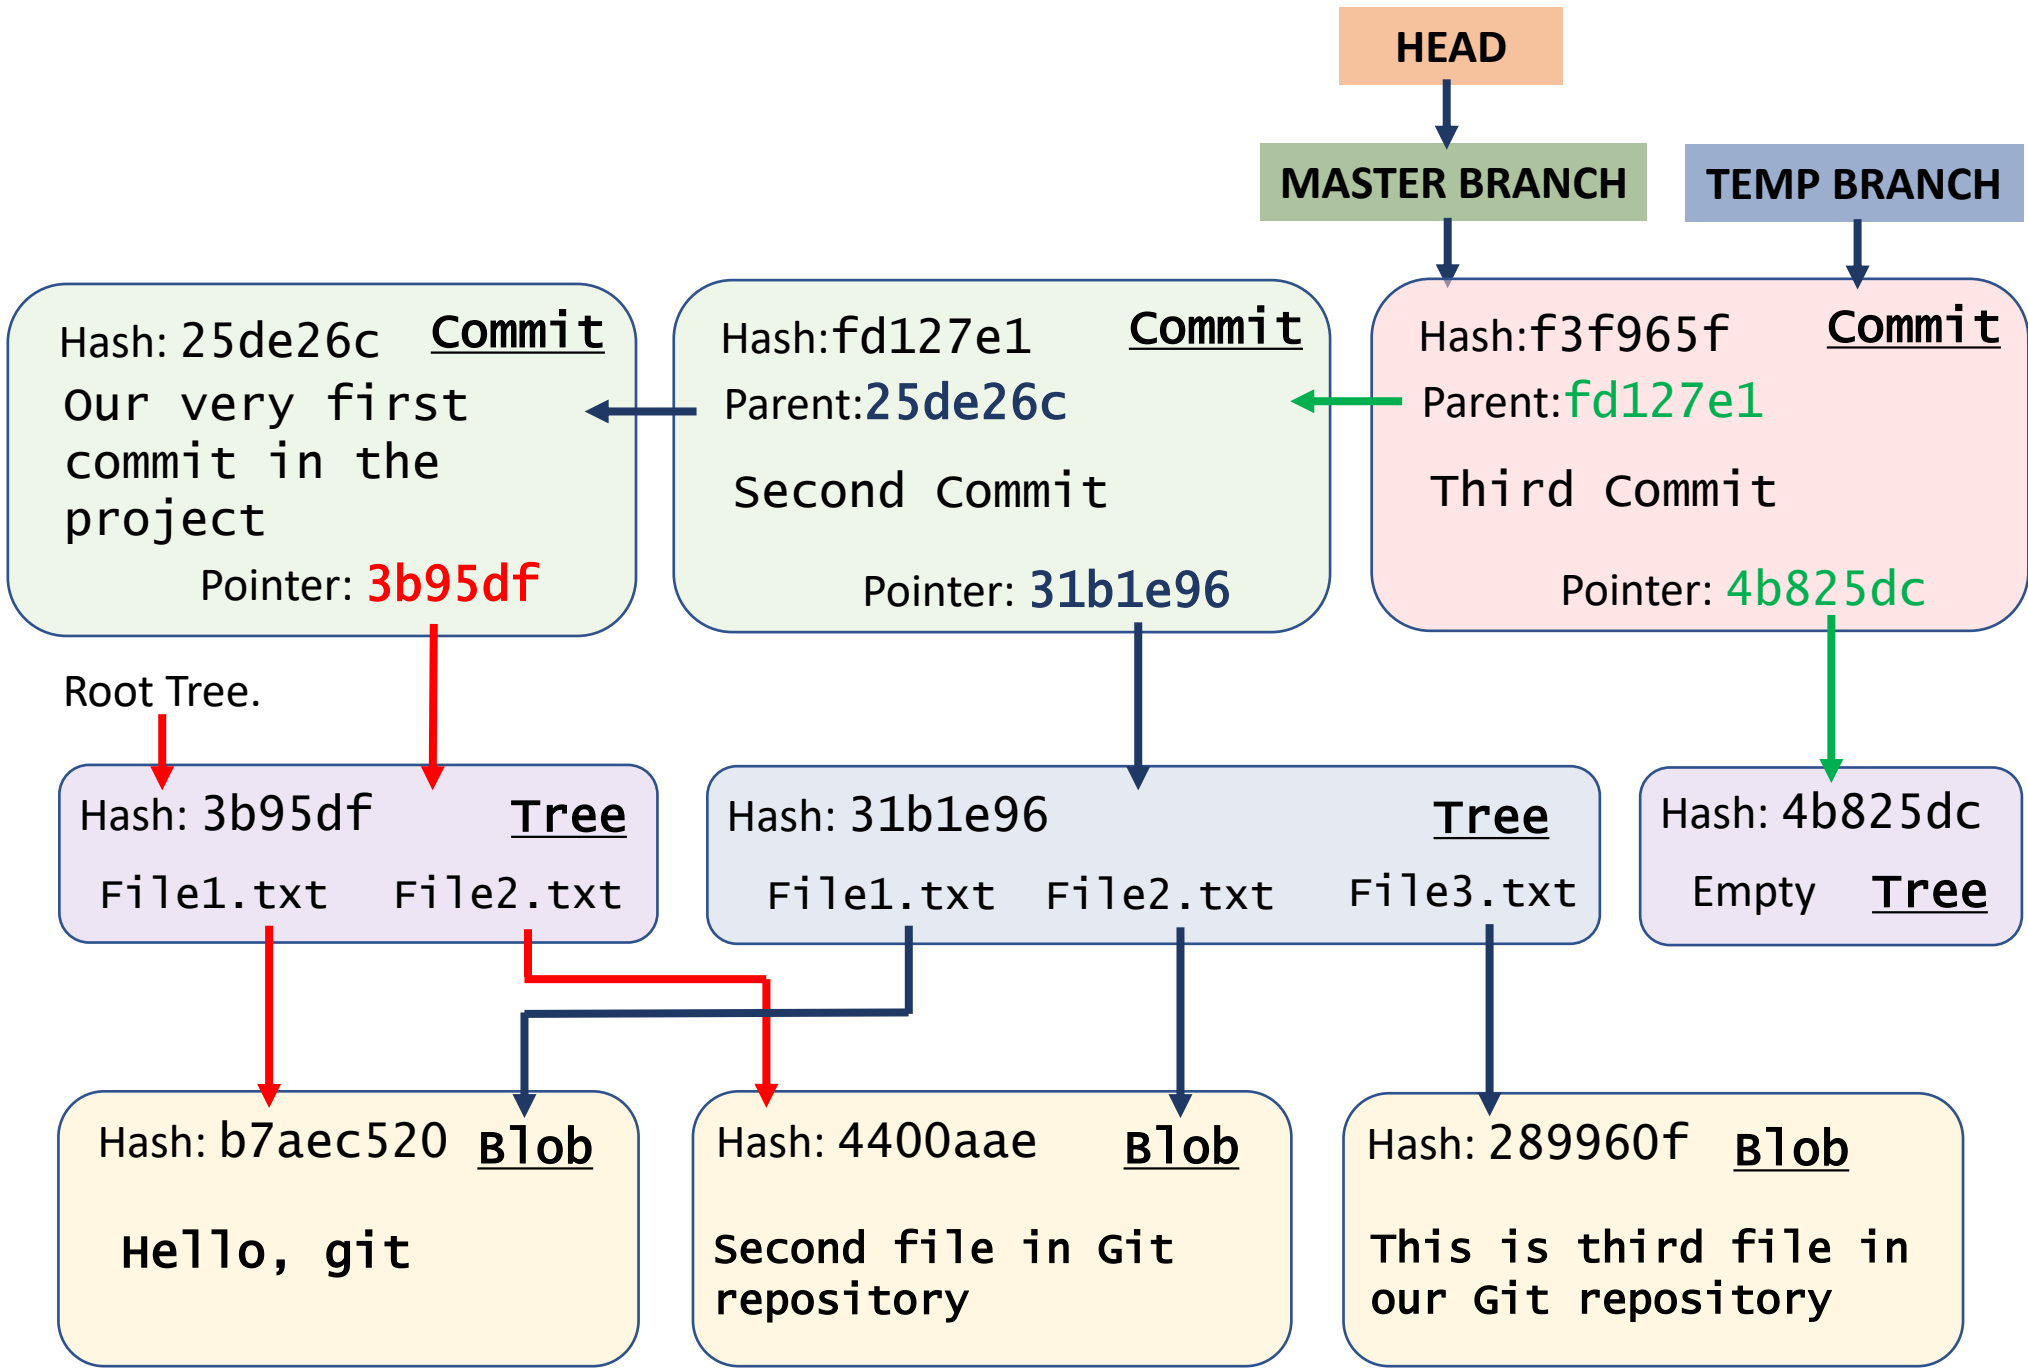 HEAD
MASTER BRANCH
TEMP BRANCH
Hash: 25de26c Commit
Our very first
commit in the
project
Pointer: 3b95df
Hash:fd127e1 Commit
Parent:25de26c
Second Commit
Pointer: 31b1e96
Hash:f3f965f Commit
Parent:fd127e1
Third Commit
Pointer: 4b825dc
Root Tree.
Hash: 3b95df Tree
File1.txt File2.txt
Hash: 31b1e96 Tree
File1.txt File2.txt File3.txt
Hash: 4b825dc
Empty Tree
Hash: b7aec520 Blob
Hello, git
Hash: 4400aae Blob
Second file in Git
repository
Hash: 289960f Blob
This is third file in
our Git repository